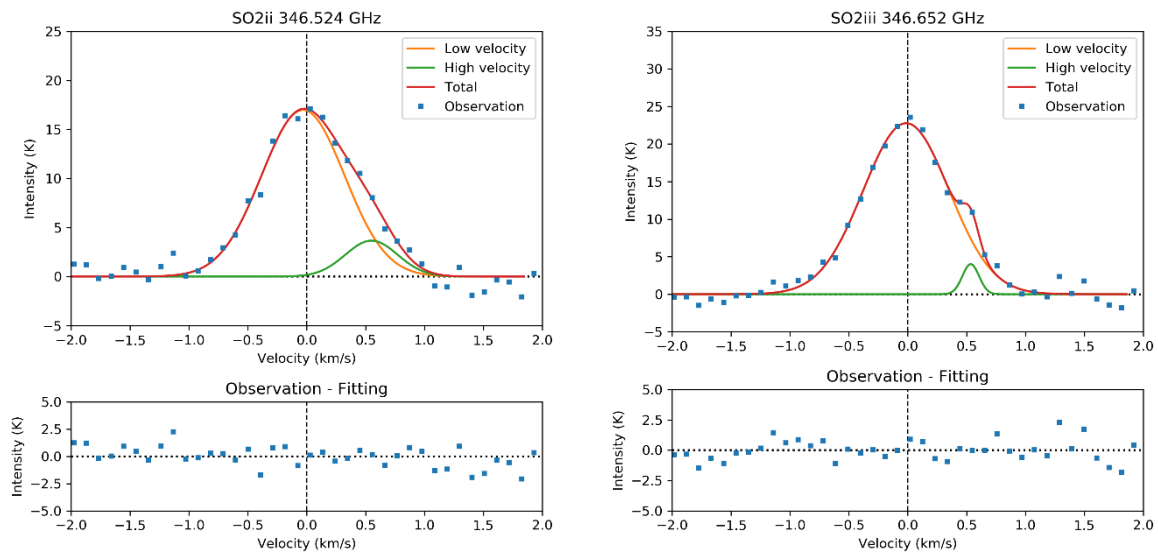 SO2ii 346.524 GHz
25
20
15
10
5
0
−5
Intensity (K)
Low velocity
High velocity
Total
Observation
−2.0 −1.5 −1.0 −0.5 0.0 0.5 1.0 1.5 2.0
Velocity (km/s)
Observation - Fitting
5.0
2.5
0.0
−2.5
−5.0
Intensity (K)
−2.0 −1.5 −1.0 −0.5 0.0 0.5 1.0 1.5 2.0
Velocity (km/s)
SO2iii 346.652 GHz
35
30
25
20
15
10
5
0
−5
Intensity (K)
Low velocity
High velocity
Total
Observation
−2.0 −1.5 −1.0 −0.5 0.0 0.5 1.0 1.5 2.0
Velocity (km/s)
Observation - Fitting
5.0
2.5
0.0
−2.5
−5.0
Intensity (K)
−2.0 −1.5 −1.0 −0.5 0.0 0.5 1.0 1.5 2.0
Velocity (km/s)